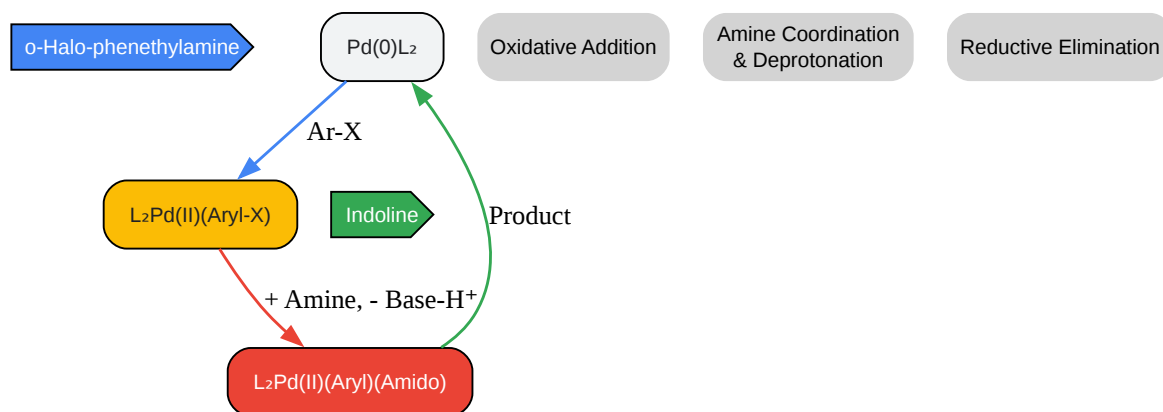 o-Halo-phenethylamine
Pd(0)L₂
Oxidative Addition
Amine Coordination
& Deprotonation
Reductive Elimination
Ar-X
L₂Pd(II)(Aryl-X)
Indoline
Product
+ Amine, - Base-H⁺
L₂Pd(II)(Aryl)(Amido)